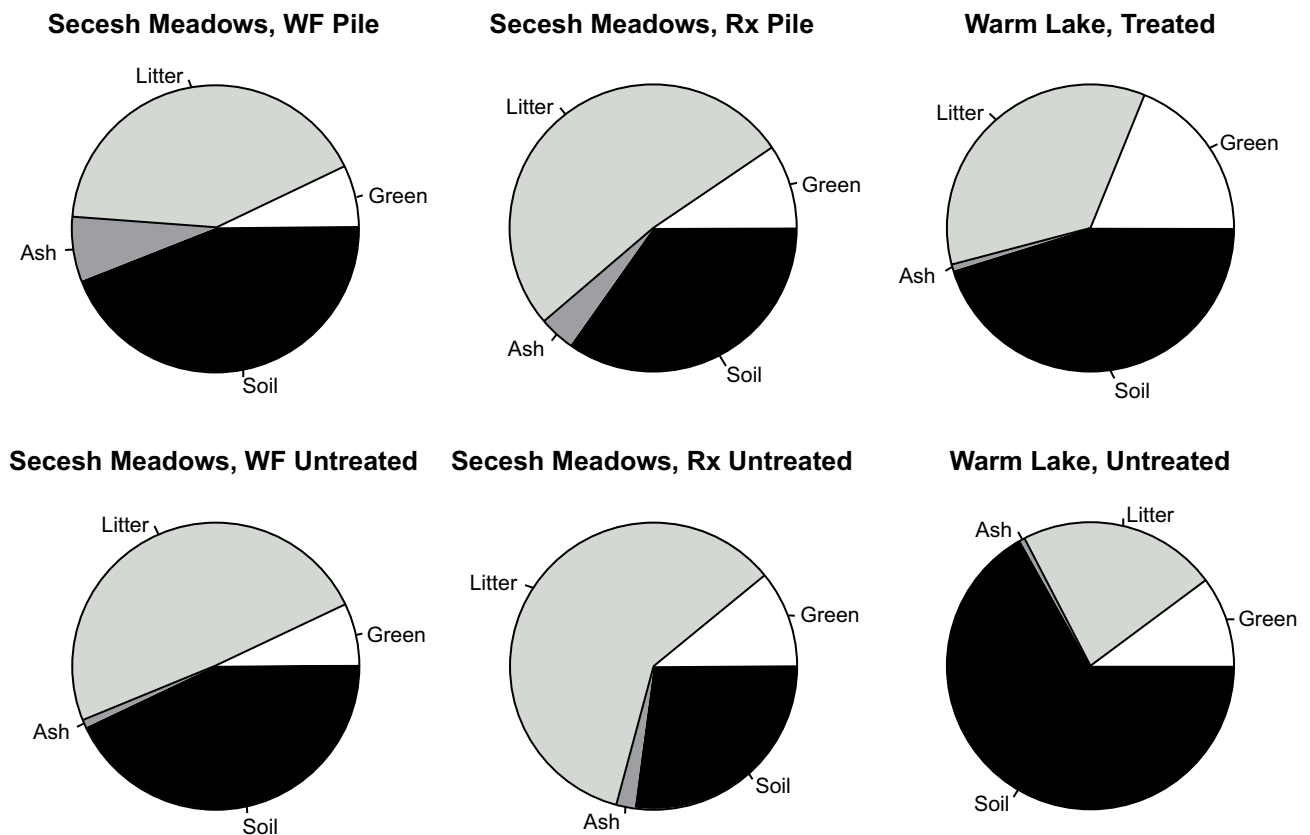 Secesh Meadows, WF Pile
Litter
Green
Ash
Soil
Secesh Meadows, Rx Pile
Litter
Green
Ash
Soil
Warm Lake, Treated
Litter
Green
Ash
Soil
Secesh Meadows, WF Untreated
Litter
Green
Ash
Soil
Secesh Meadows, Rx Untreated
Litter
Green
Ash
Soil
Warm Lake, Untreated
Ash
Litter
Green
Soil